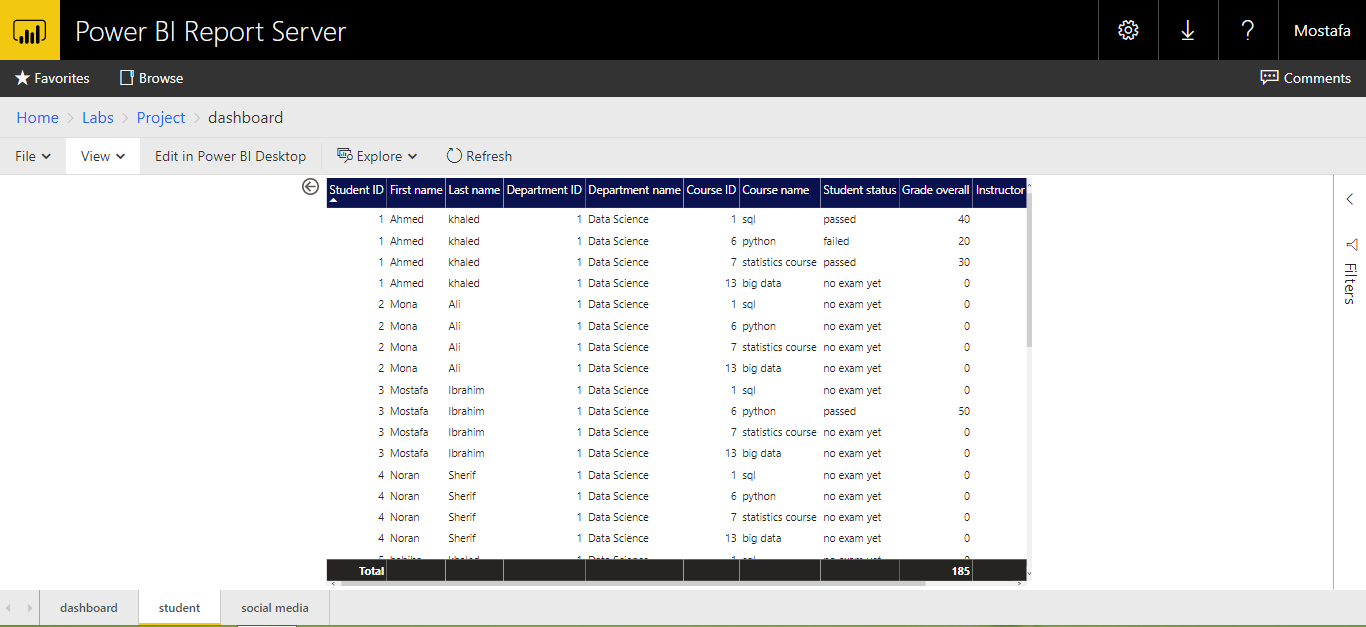 Power BI Report Server
? Mostafa
Favorites Browse Comments
Home > Labs > Project > dashboard
File View Edit in Power BI Desktop Explore Refresh
Student ID First name Last name Department ID Department name Course ID Course name Student status Grade overall Instructor
1 Ahmed khaled 1 Data Science 1 sql passed 40
1 Ahmed khaled 1 Data Science 6 python failed 20
1 Ahmed khaled 1 Data Science 7 statistics course passed 30
1 Ahmed khaled 1 Data Science 13 big data no exam yet 0
2 Mona Ali 1 Data Science 1 sql no exam yet 0
2 Mona Ali 1 Data Science 6 python no exam yet 0
2 Mona Ali 1 Data Science 7 statistics course no exam yet 0
2 Mona Ali 1 Data Science 13 big data no exam yet 0
3 Mostafa Ibrahim 1 Data Science 1 sql no exam yet 0
3 Mostafa Ibrahim 1 Data Science 6 python passed 50
3 Mostafa Ibrahim 1 Data Science 7 statistics course no exam yet 0
3 Mostafa Ibrahim 1 Data Science 13 big data no exam yet 0
4 Noran Sherif 1 Data Science 1 sql no exam yet 0
4 Noran Sherif 1 Data Science 6 python no exam yet 0
4 Noran Sherif 1 Data Science 7 statistics course no exam yet 0
4 Noran Sherif 1 Data Science 13 big data no exam yet 0
Total 185
Filters
dashboard student social media